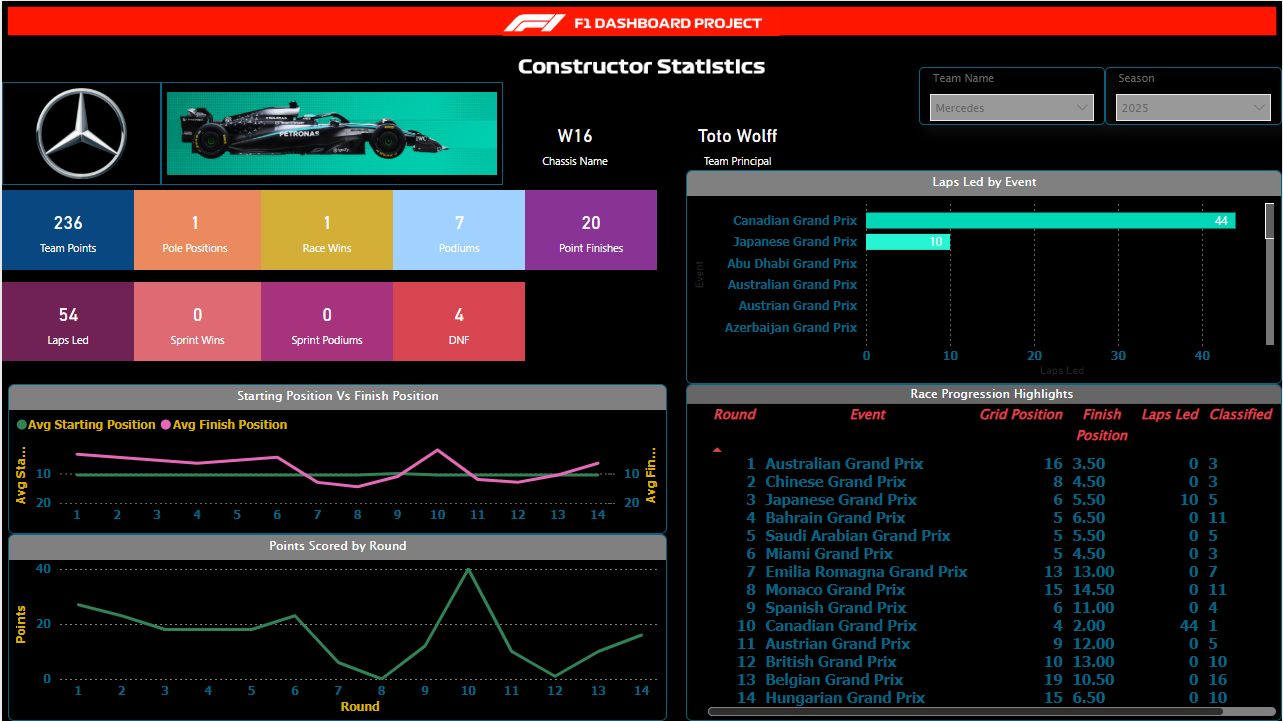 F1 DASHBOARD PROJECT
Constructor Statistics
Team Name
Mercedes
Season
2025
PETRONAS
W16
Chassis Name
Toto Wolff
Team Principal
236
Team Points
1
Pole Positions
1
Race Wins
7
Podiums
20
Point Finishes
54
Laps Led
0
Sprint Wins
0
Sprint Podiums
4
DNF
Laps Led by Event
Event
Canadian Grand Prix 44
Japanese Grand Prix 10
Abu Dhabi Grand Prix
Australian Grand Prix
Austrian Grand Prix
Azerbaijan Grand Prix
0 10 20 30 40
Laps Led
Starting Position Vs Finish Position
Avg Starting Position Avg Finish Position
Avg Sta...
10 10
20 20
Avg Fin...
1 2 3 4 5 6 7 8 9 10 11 12 13 14
Points Scored by Round
Points
40
20
0
1 2 3 4 5 6 7 8 9 10 11 12 13 14
Round
Race Progression Highlights
Round Event Grid Position Finish Position Laps Led Classified
1 Australian Grand Prix 16 3.50 0 3
2 Chinese Grand Prix 8 4.50 0 3
3 Japanese Grand Prix 6 5.50 10 5
4 Bahrain Grand Prix 5 6.50 0 11
5 Saudi Arabian Grand Prix 5 5.50 0 5
6 Miami Grand Prix 5 4.50 0 3
7 Emilia Romagna Grand Prix 13 13.00 0 7
8 Monaco Grand Prix 15 14.50 0 11
9 Spanish Grand Prix 6 11.00 0 4
10 Canadian Grand Prix 4 2.00 44 1
11 Austrian Grand Prix 9 12.00 0 5
12 British Grand Prix 10 13.00 0 10
13 Belgian Grand Prix 19 10.50 0 16
14 Hungarian Grand Prix 15 6.50 0 10